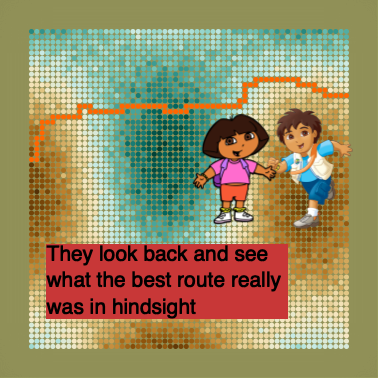 They look back and see
what the best route really
was in hindsight